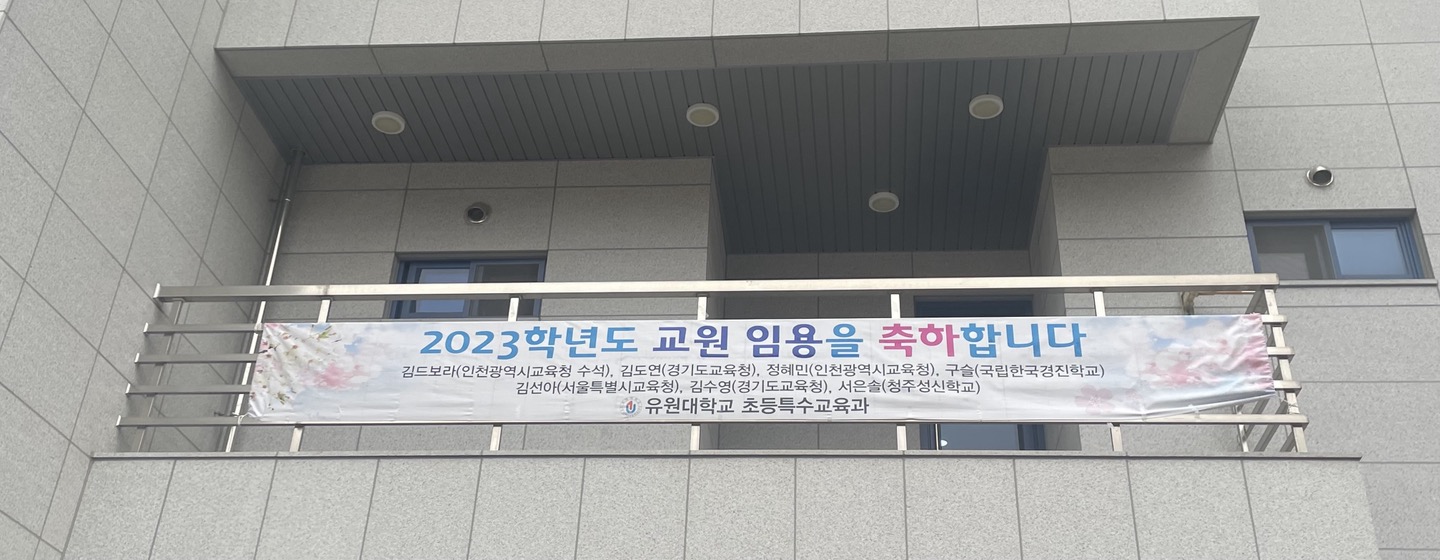 2023학년도 교원 임용을 축하합니다
김드보라(인천광역시교육청 수석), 김도연(경기도교육청), 정혜민(인천광역시교육청), 구슬(국립한국경진학교)
김선아(서울특별시교육청), 김수영(경기도교육청), 서은솔(청주성신학교)
유원대학교 초등특수교육과